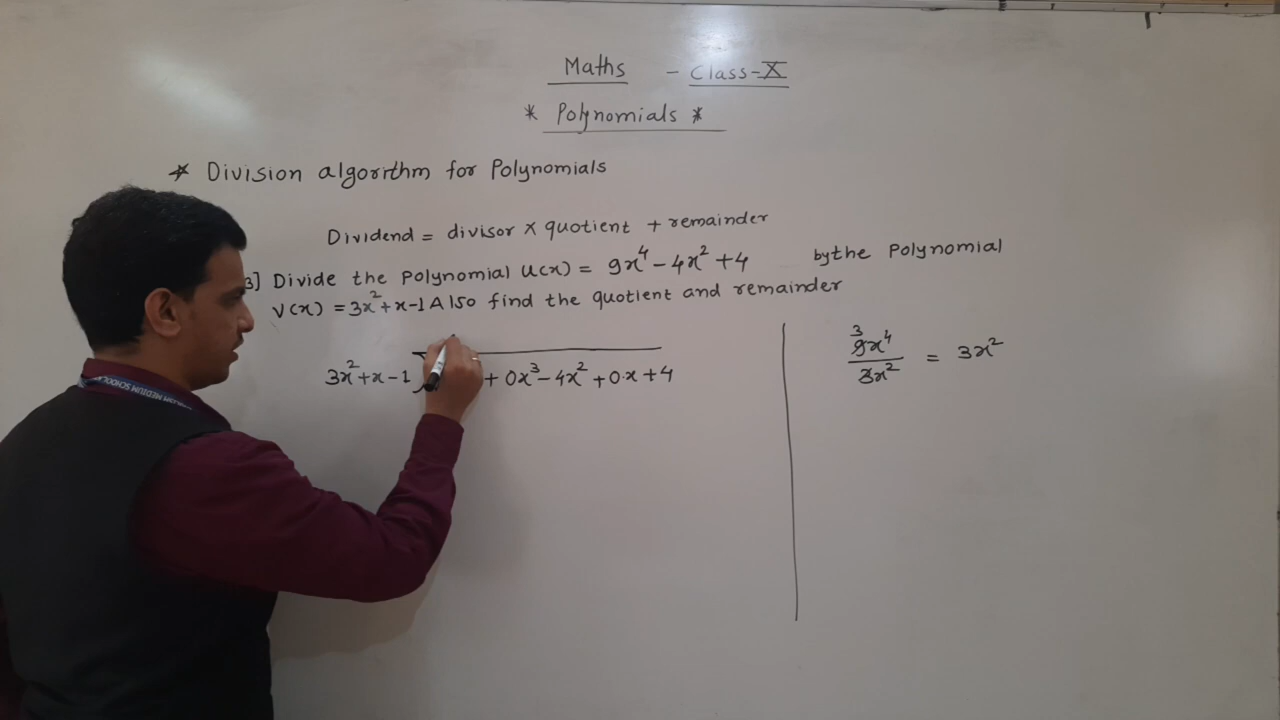 Maths - Class-X
* Polynomials *
* Division algorithm for Polynomials
Dividend = divisor × quotient + remainder
3] Divide the Polynomial u(x) = 9x⁴ - 4x² + 4 by the Polynomial
v(x) = 3x² + x - 1 Also find the quotient and remainder
3x² + x - 1 ) + 0x³ - 4x² + 0.x + 4
3
9x⁴ / 3x² = 3x²